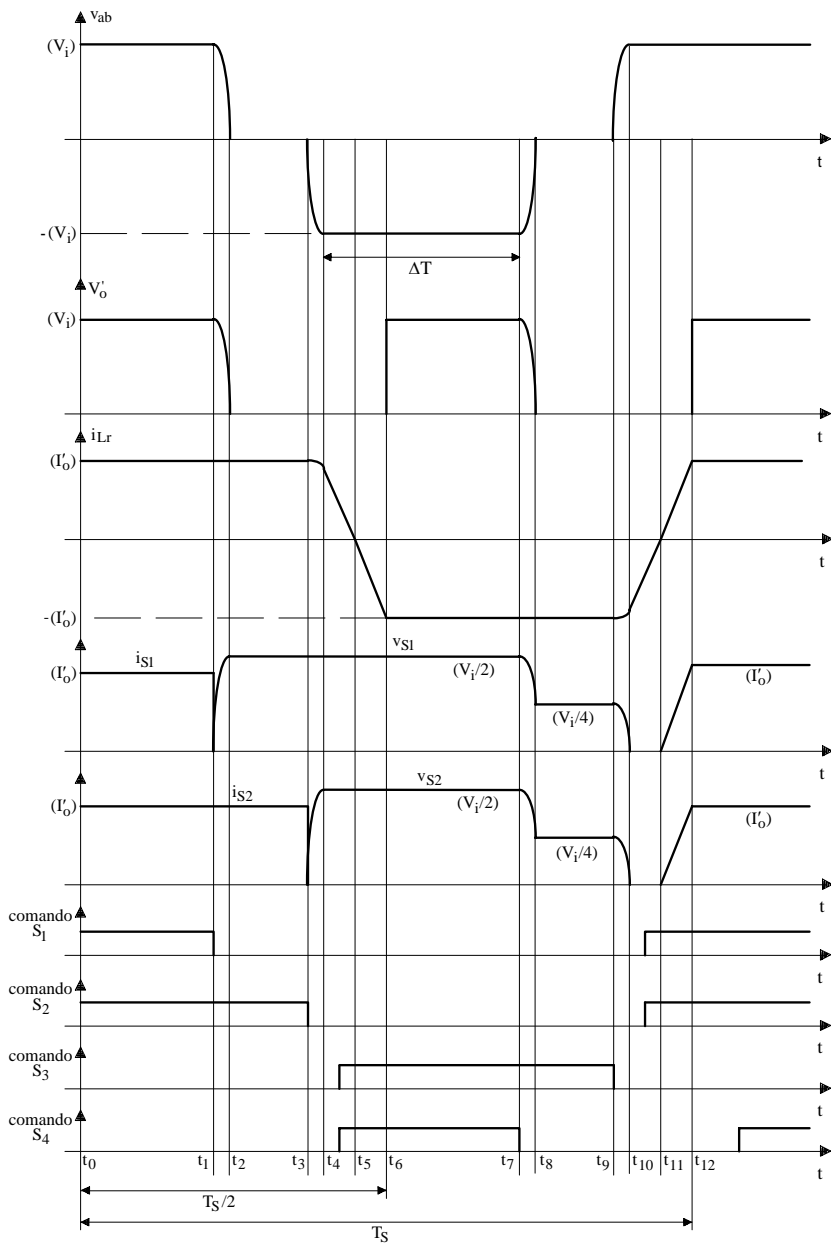 v_ab
(V_i)
t
-(V_i)
ΔT
V'_o
(V_i)
t
i_Lr
(I'_o)
t
-(I'_o)
i_S1
v_S1
(I'_o)
(V_i/2)
(V_i/4)
(I'_o)
t
i_S2
v_S2
(I'_o)
(V_i/2)
(V_i/4)
(I'_o)
t
comando
S_1
t
comando
S_2
t
comando
S_3
t
comando
S_4
t_0 t_1 t_2 t_3 t_4 t_5 t_6 t_7 t_8 t_9 t_10 t_11 t_12 t
T_S/2
T_S